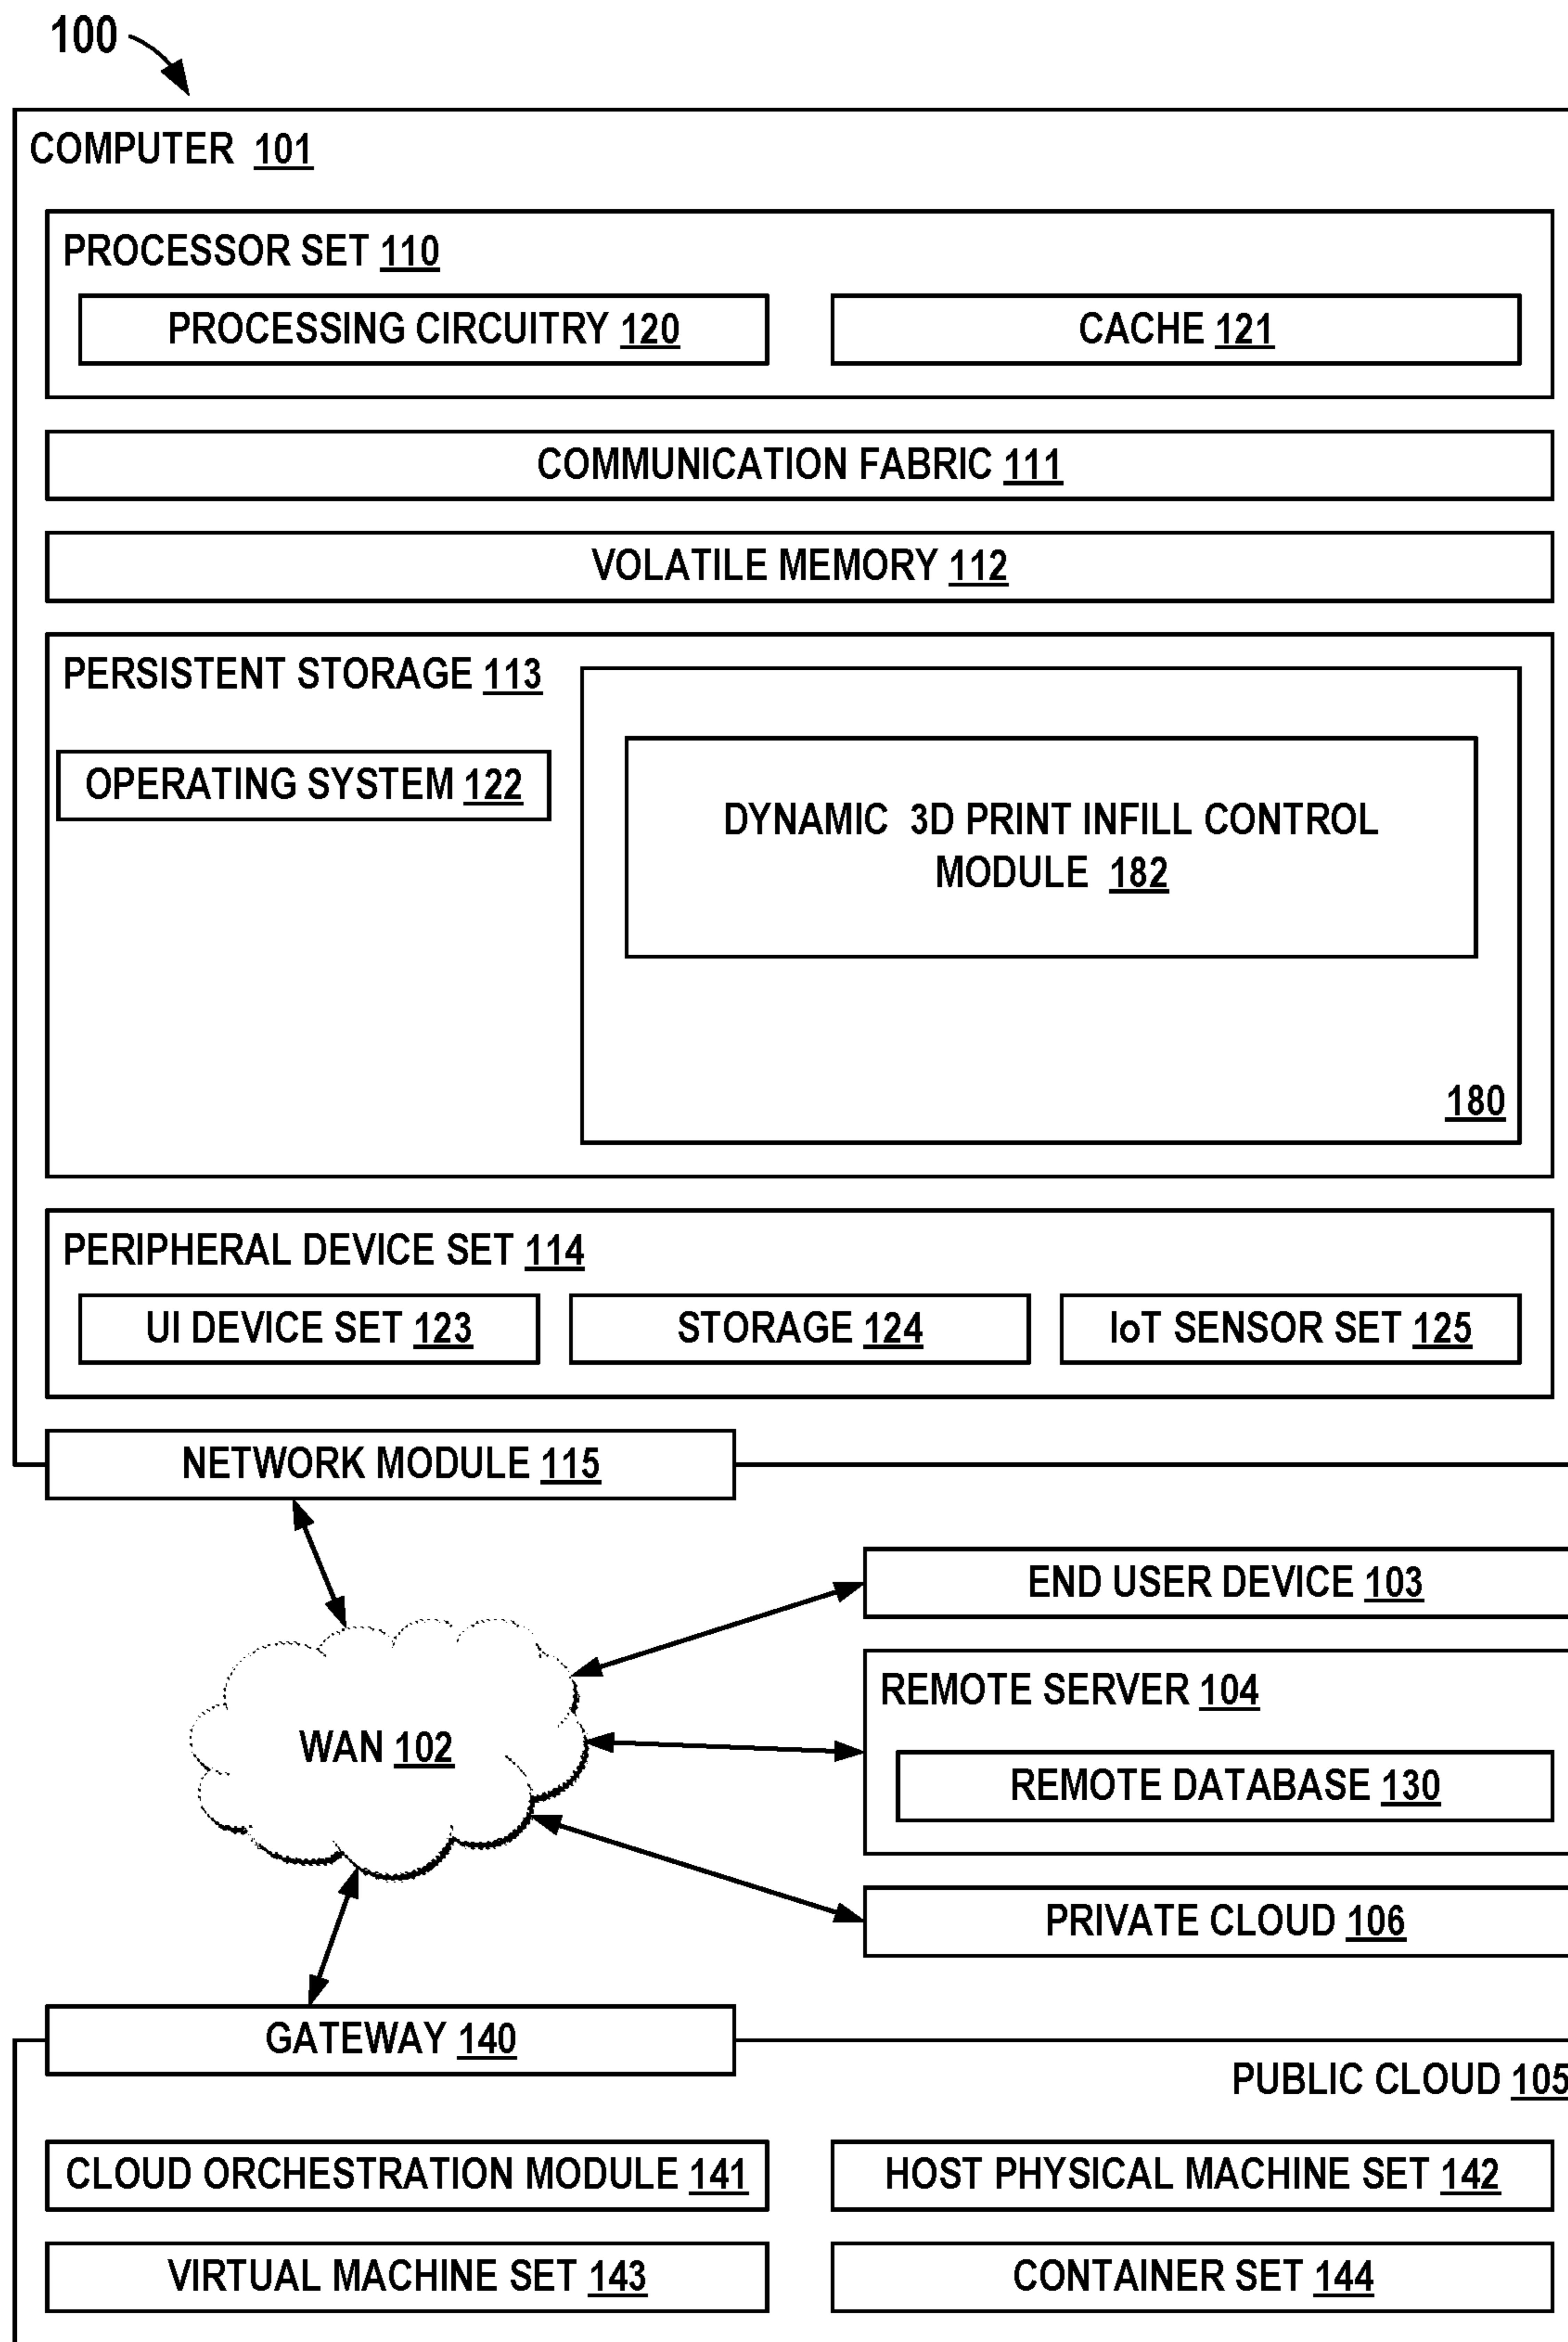 100
COMPUTER 101
PROCESSOR SET 110
PROCESSING CIRCUITRY 120
CACHE 121
COMMUNICATION FABRIC 111
VOLATILE MEMORY 112
PERSISTENT STORAGE 113
OPERATING SYSTEM 122
DYNAMIC 3D PRINT INFILL CONTROL
MODULE 182
180
PERIPHERAL DEVICE SET 114
UI DEVICE SET 123
STORAGE 124
IoT SENSOR SET 125
NETWORK MODULE 115
END USER DEVICE 103
REMOTE SERVER 104
WAN 102
REMOTE DATABASE 130
PRIVATE CLOUD 106
GATEWAY 140
PUBLIC CLOUD 105
CLOUD ORCHESTRATION MODULE 141
HOST PHYSICAL MACHINE SET 142
VIRTUAL MACHINE SET 143
CONTAINER SET 144